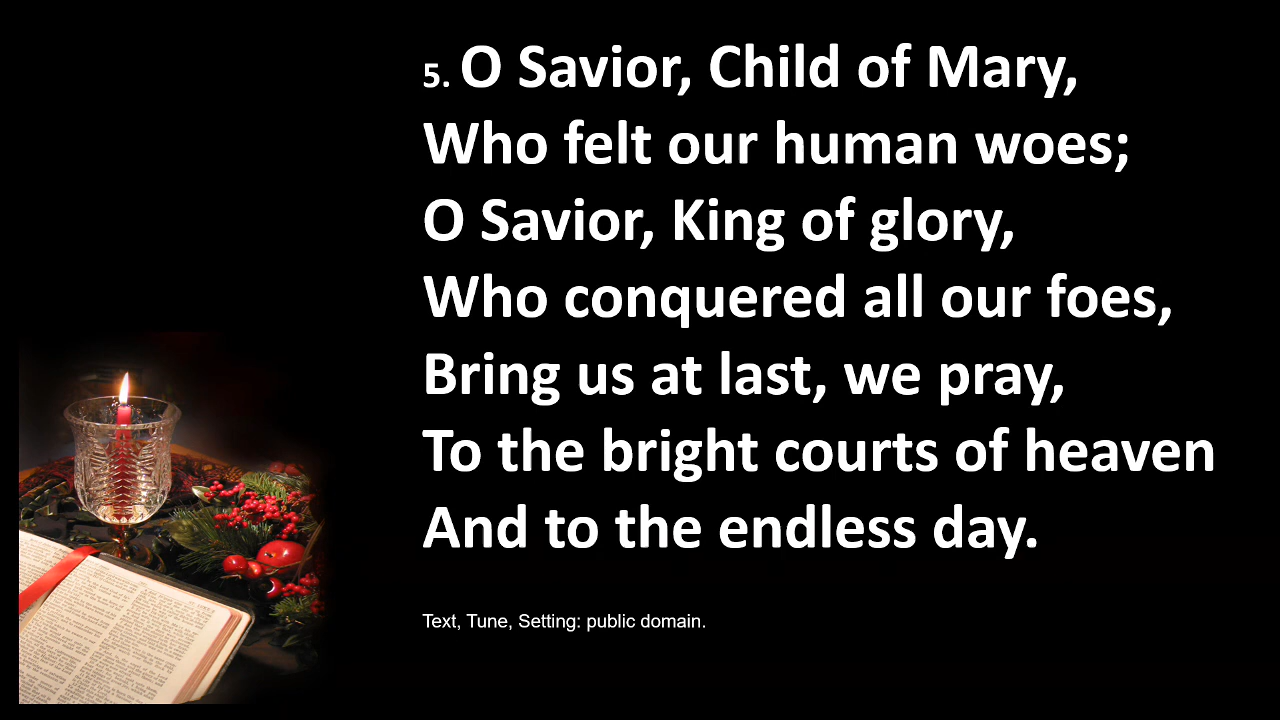 5. O Savior, Child of Mary,
Who felt our human woes;
O Savior, King of glory,
Who conquered all our foes,
Bring us at last, we pray,
To the bright courts of heaven
And to the endless day.
Text, Tune, Setting: public domain.